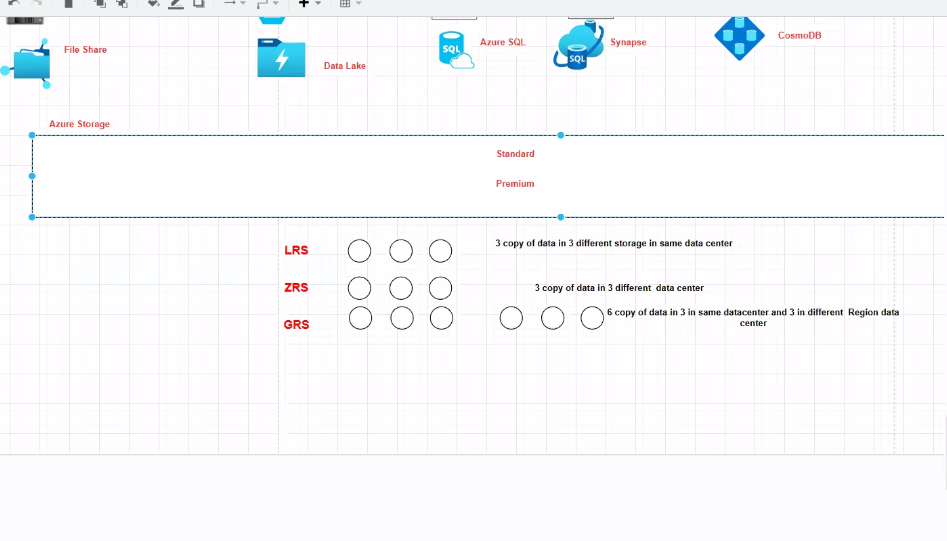 File Share
Data Lake
SQL
Azure SQL
SQL
Synapse
CosmoDB
Azure Storage
Standard
Premium
LRS
3 copy of data in 3 different storage in same data center
ZRS
3 copy of data in 3 different data center
GRS
6 copy of data in 3 in same datacenter and 3 in different Region data
center